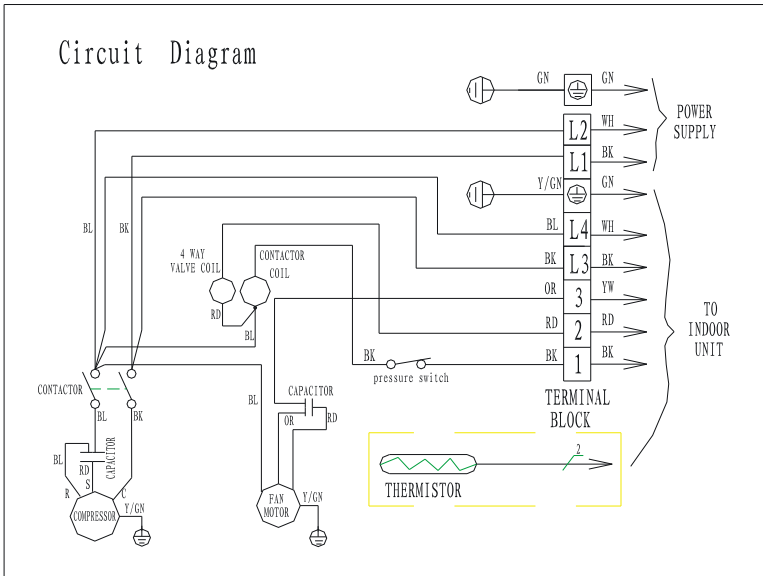 Circuit Diagram
GN
GN
POWER
SUPPLY
L2
WH
L1
BK
Y/GN
GN
BL
L4
WH
BK
L3
BK
OR
3
YW
RD
2
RD
BK
BK
1
BK
pressure switch
TO
INDOOR
UNIT
TERMINAL
BLOCK
BL
BK
4 WAY
VALVE COIL
CONTACTOR
COIL
RD
BL
CONTACTOR
BL
BK
BL
CAPACITOR
OR
RD
BL
RD
CAPACITOR
R
S
C
Y/GN
COMPRESSOR
FAN
MOTOR
Y/GN
2
THERMISTOR